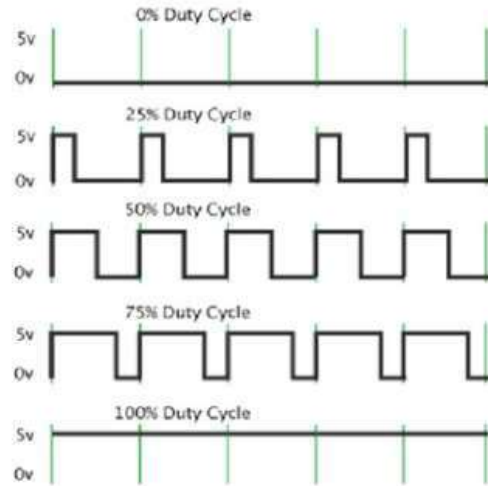 0% Duty Cycle
5v
0v
25% Duty Cycle
5v
0v
50% Duty Cycle
5v
0v
75% Duty Cycle
5v
0v
100% Duty Cycle
5v
0v